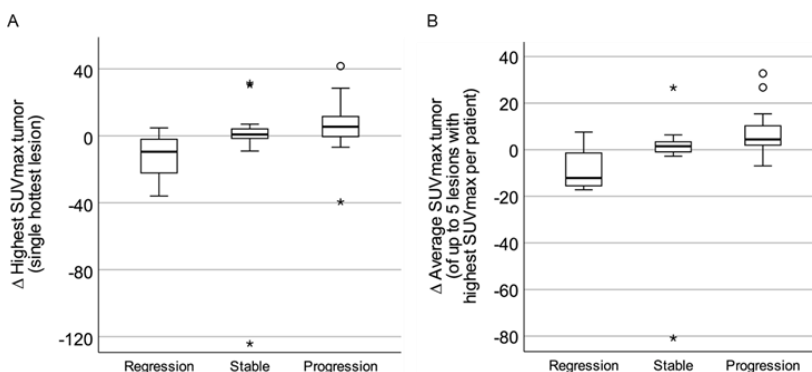 A
Δ Highest SUVmax tumor
(single hottest lesion)
40
0
-40
-80
-120
Regression Stable Progression
B
Δ Average SUVmax tumor
(of up to 5 lesions with
highest SUVmax per patient)
40
20
0
-20
-40
-60
-80
Regression Stable Progression